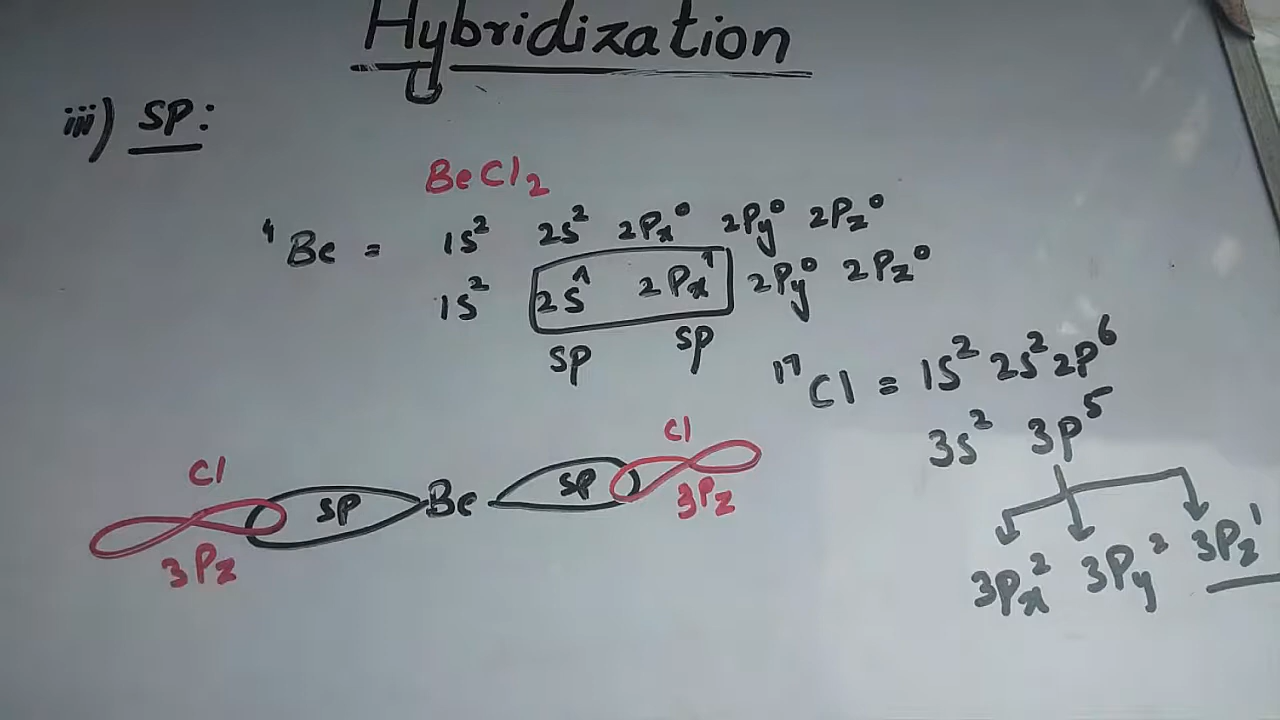 Hybridization
iii) SP:
BeCl₂
⁴Be = 1s² 2s² 2Px⁰ 2Py⁰ 2Pz⁰
1s² 2s¹ 2Px¹ 2Py⁰ 2Pz⁰
SP SP
¹⁷Cl = 1s² 2s² 2P⁶
3s² 3P⁵
3Px² 3Py² 3Pz¹
Cl Cl
SP Be SP
3Pz 3Pz